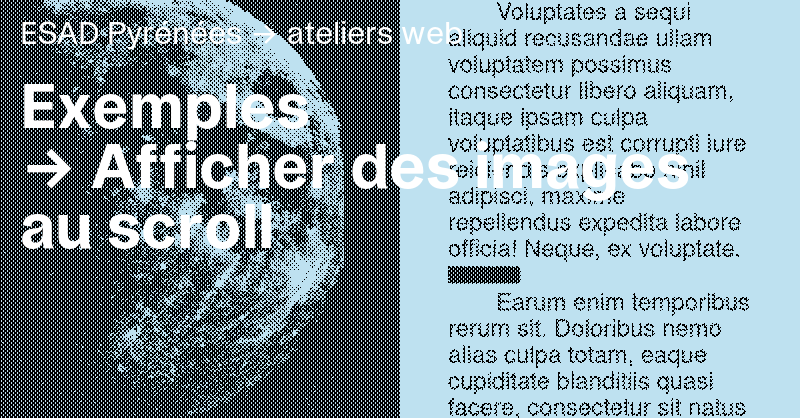 ESAD Pyrénées → ateliers web
Exemples
→ Afficher des images
au scroll
Voluptates a sequi
aliquid recusandae ullam
voluptatem possimus
consectetur libero aliquam,
itaque ipsam culpa
voluptatibus est corrupti iure
adipisci, maxime
repellendus expedita labore
officia! Neque, ex voluptate.
Earum enim temporibus
rerum sit. Doloribus nemo
alias culpa totam, eaque
cupiditate blanditiis quasi
facere, consectetur sit natus